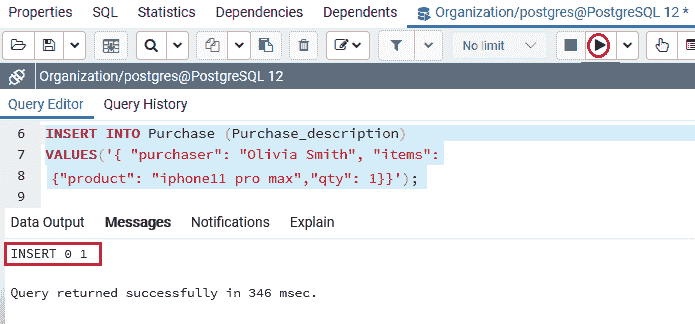 Properties SQL Statistics Dependencies Dependents Organization/postgres@PostgreSQL 12 *
No limit
Organization/postgres@PostgreSQL 12
Query Editor Query History
6 INSERT INTO Purchase (Purchase_description)
7 VALUES('{ "purchaser": "Olivia Smith", "items":
8 {"product": "iphone11 pro max","qty": 1}}');
9
Data Output Messages Notifications Explain
INSERT 0 1
Query returned successfully in 346 msec.